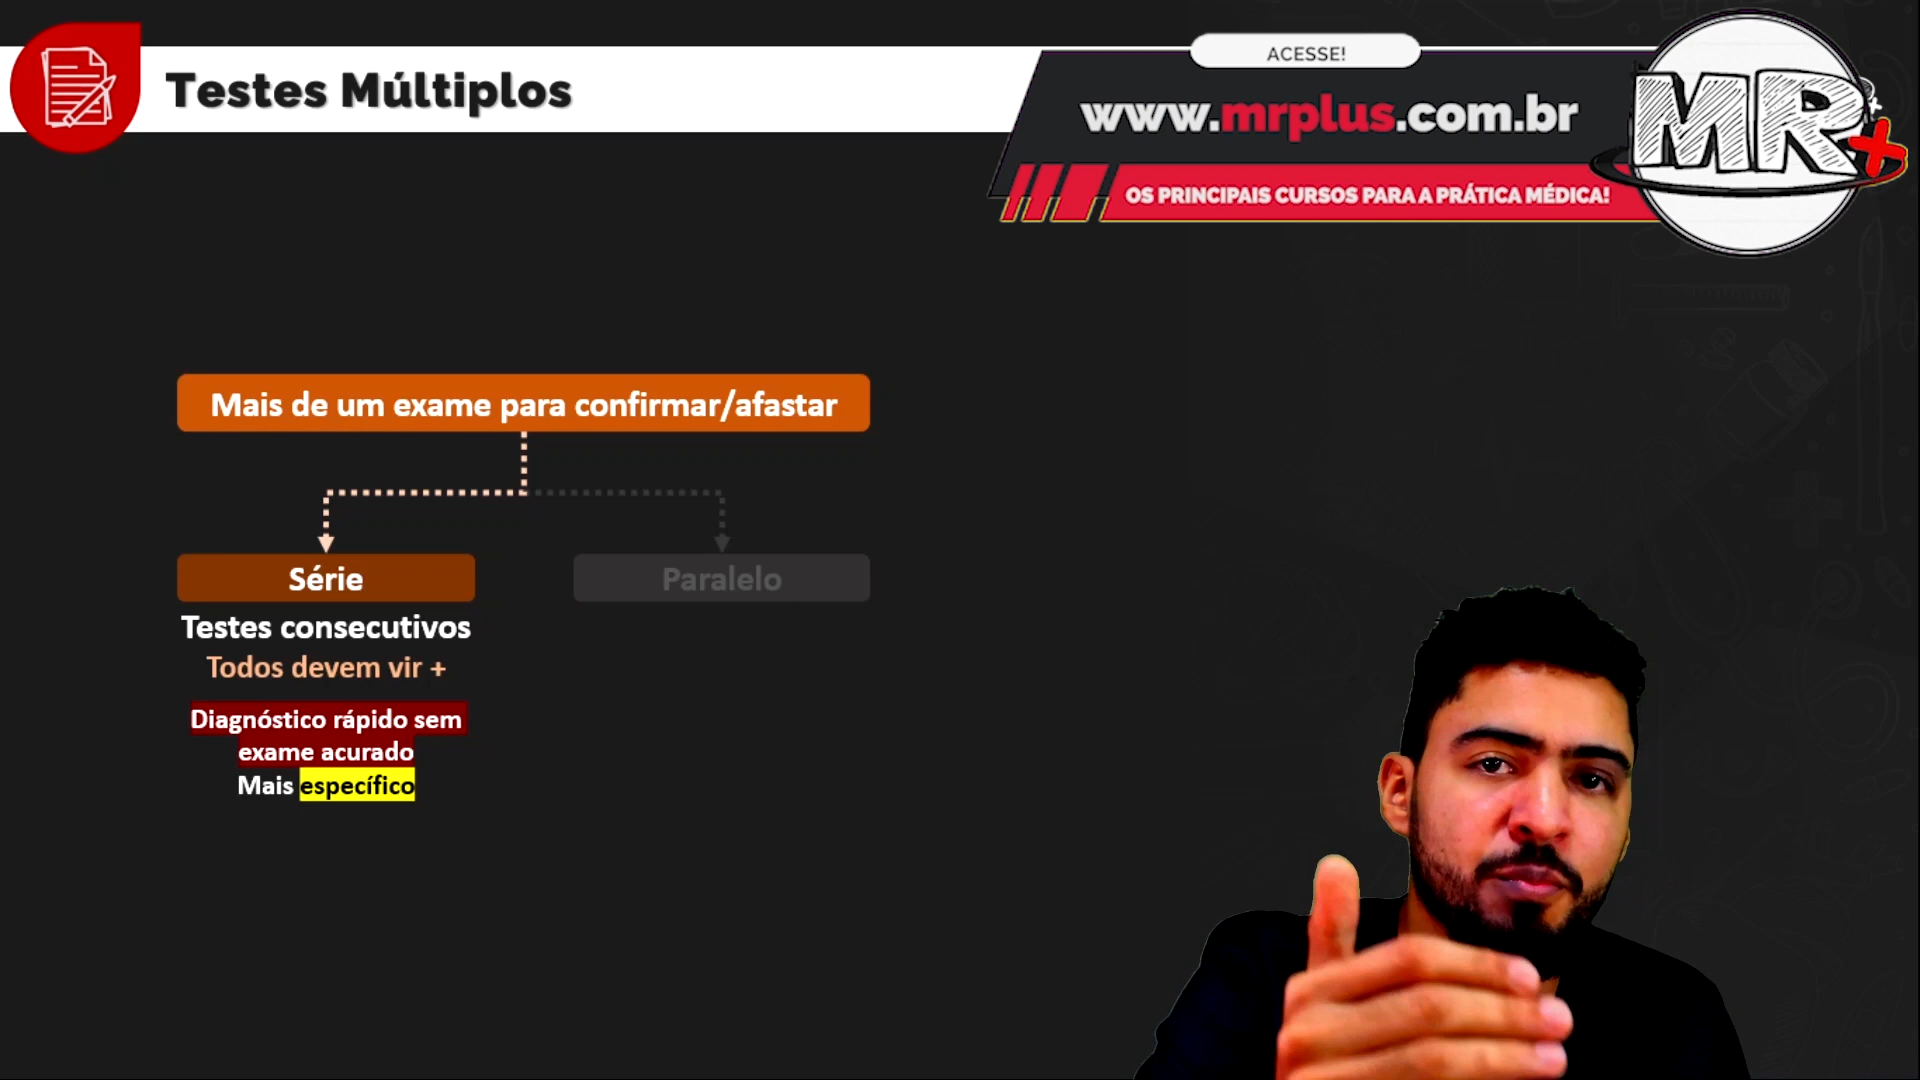 Testes Múltiplos
ACESSE!
www.mrplus.com.br
OS PRINCIPAIS CURSOS PARA A PRÁTICA MÉDICA!
MR+
Mais de um exame para confirmar/afastar
Série
Paralelo
Testes consecutivos
Todos devem vir +
Diagnóstico rápido sem
exame acurado
Mais específico